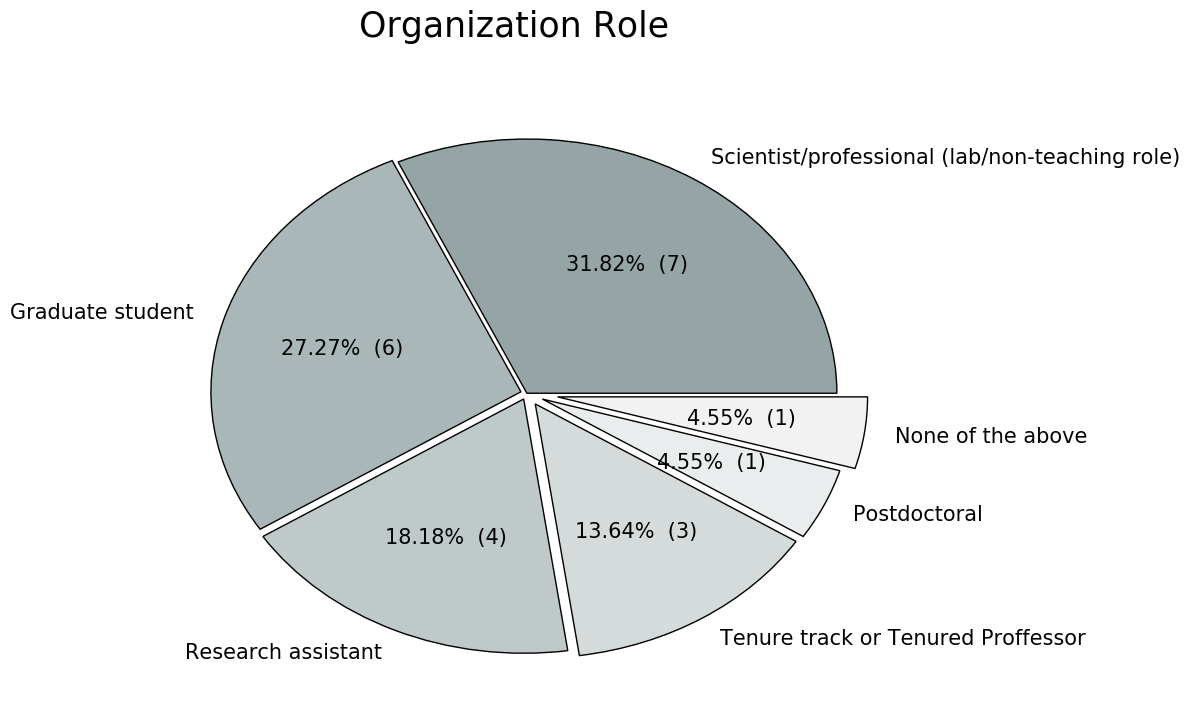 Organization Role
Scientist/professional (lab/non-teaching role)
31.82%  (7)
Graduate student
27.27%  (6)
4.55%  (1)
None of the above
4.55%  (1)
Postdoctoral
18.18%  (4)
13.64%  (3)
Tenure track or Tenured Proffessor
Research assistant